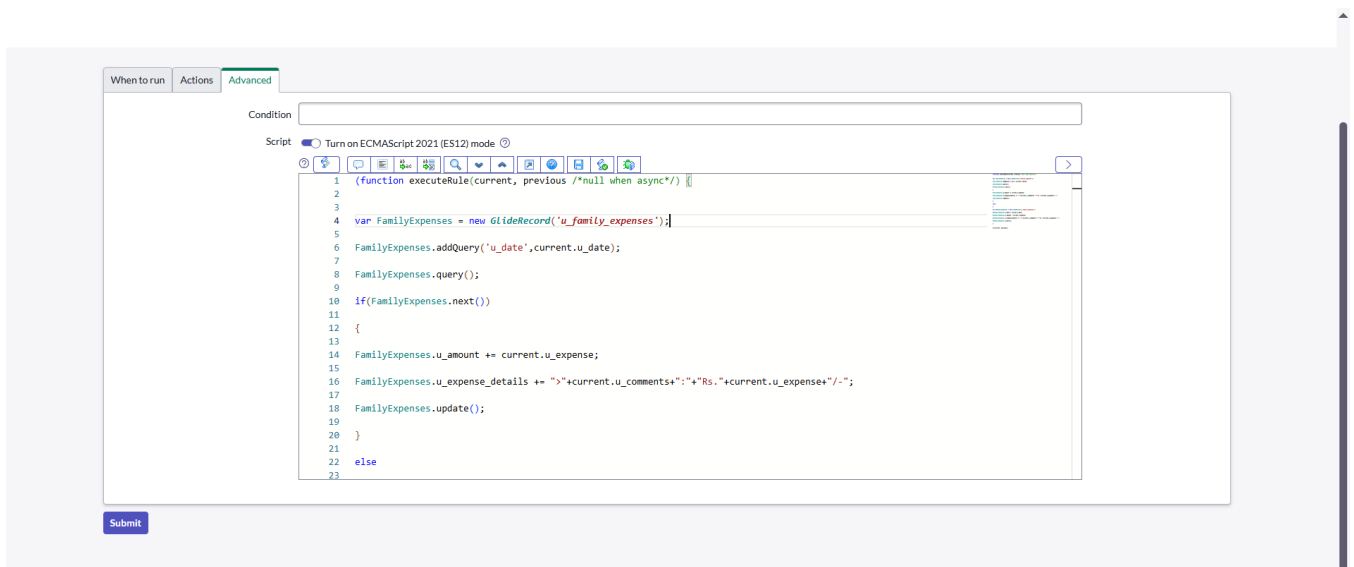 When to run Actions Advanced
Condition
Script Turn on ECMAScript 2021 (ES12) mode
1 (function executeRule(current, previous /*null when async*/) {
2
3
4 var FamilyExpenses = new GlideRecord('u_family_expenses');
5
6 FamilyExpenses.addQuery('u_date',current.u_date);
7
8 FamilyExpenses.query();
9
10 if(FamilyExpenses.next())
11
12 {
13
14 FamilyExpenses.u_amount += current.u_expense;
15
16 FamilyExpenses.u_expense_details += ">"+current.u_comments+":"+"Rs."+current.u_expense+"/-";
17
18 FamilyExpenses.update();
19
20 }
21
22 else
23
Submit